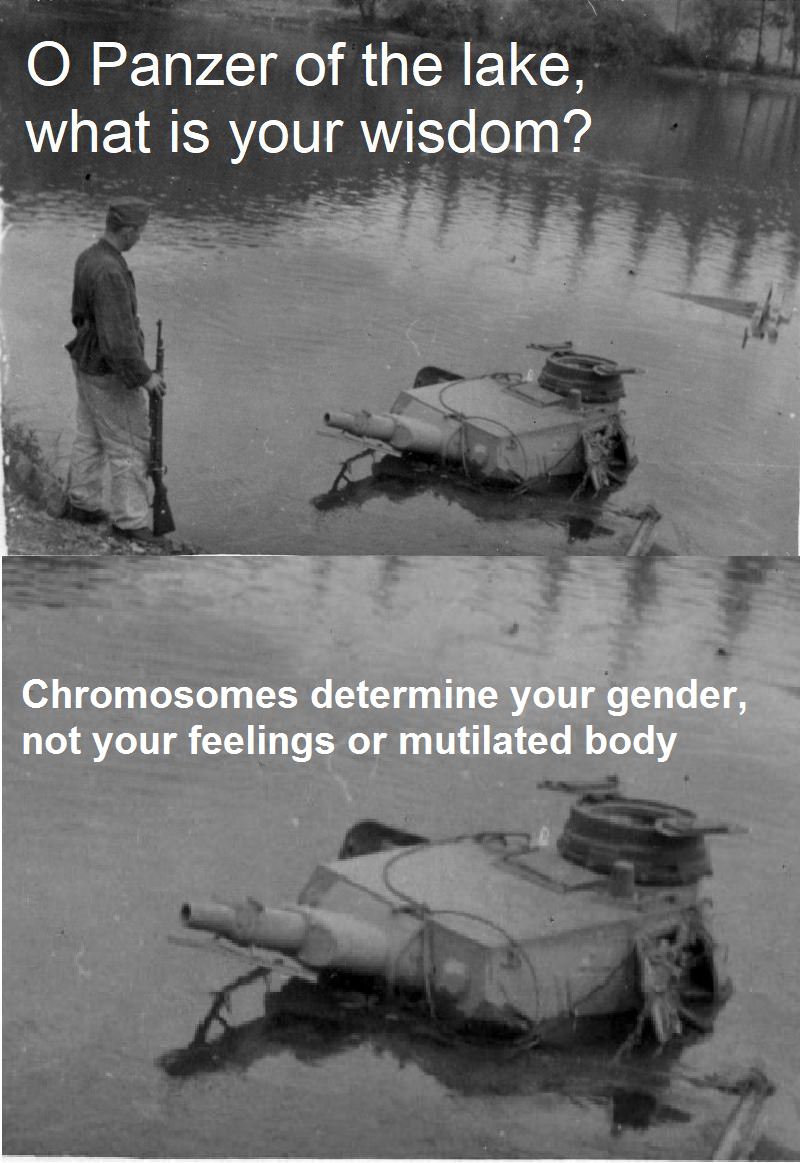 O Panzer of the lake,
what is your wisdom?
Chromosomes determine your gender,
not your feelings or mutilated body